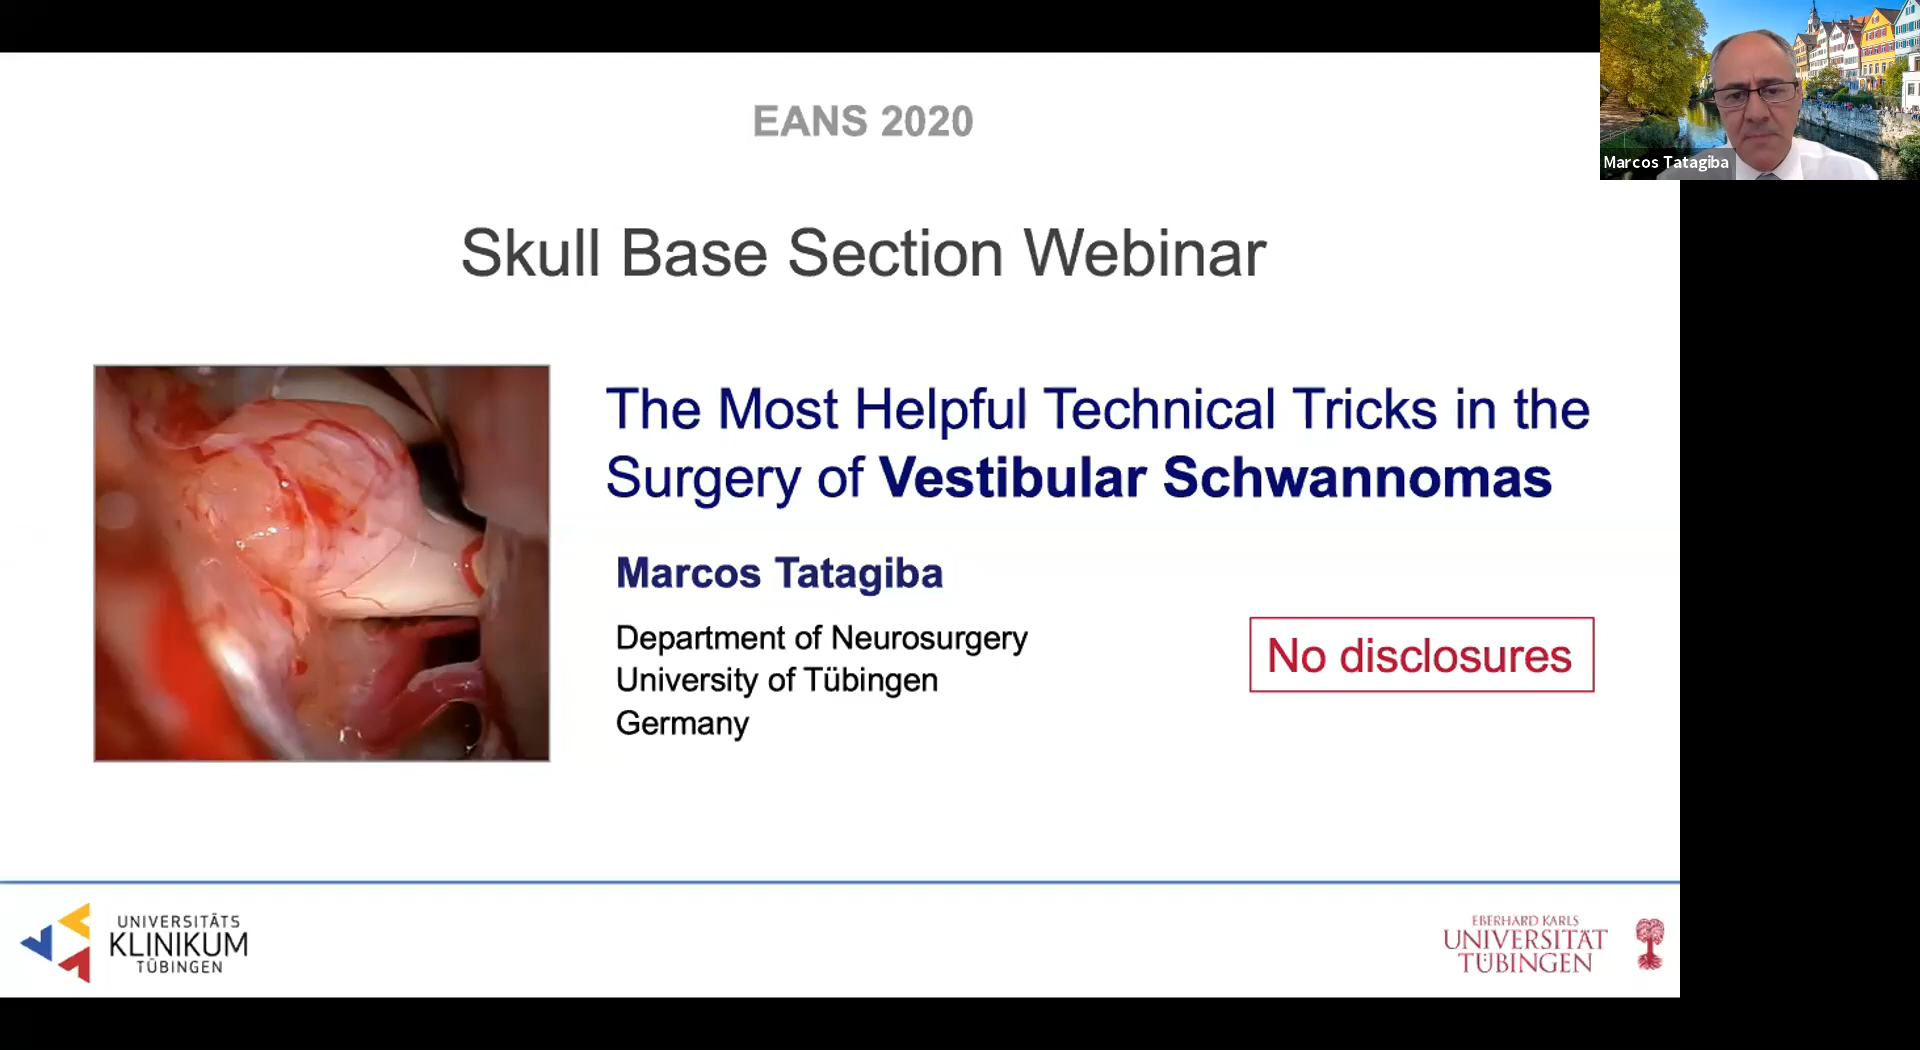 EANS 2020
Marcos Tatagiba
Skull Base Section Webinar
The Most Helpful Technical Tricks in the
Surgery of Vestibular Schwannomas
Marcos Tatagiba
Department of Neurosurgery
University of Tübingen
Germany
No disclosures
UNIVERSITÄTS
KLINIKUM
TÜBINGEN
EBERHARD KARLS
UNIVERSITÄT
TÜBINGEN